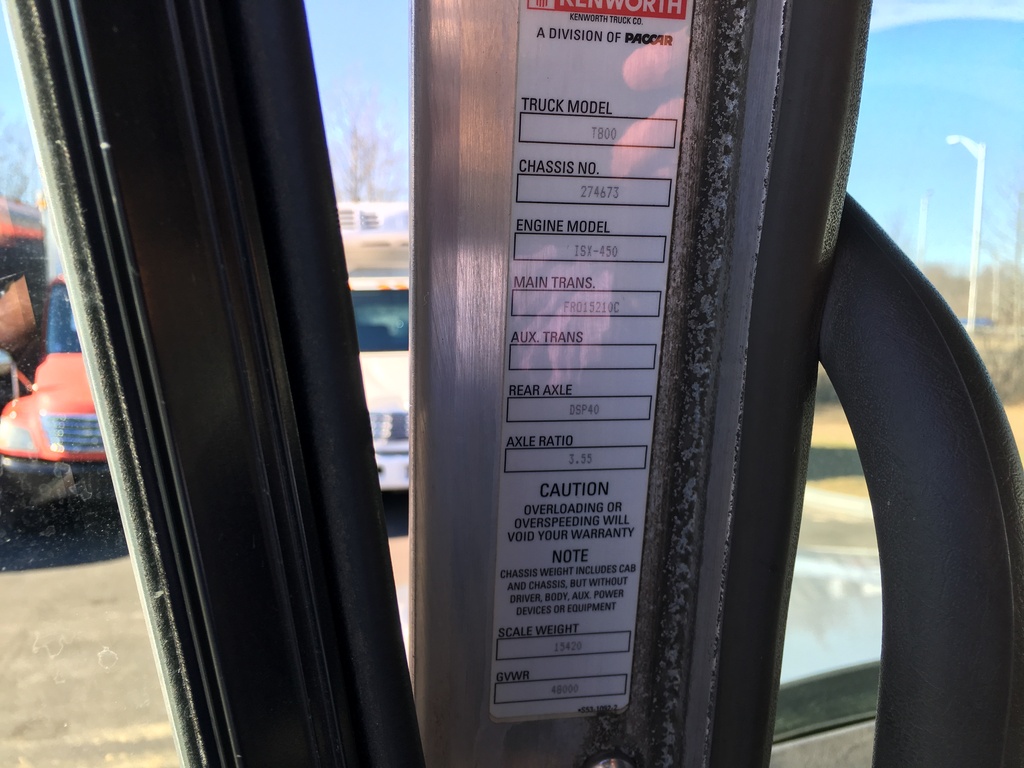 KENWORTH
KENWORTH TRUCK CO.
A DIVISION OF PACCAR
TRUCK MODEL
T800
CHASSIS NO.
274673
ENGINE MODEL
ISX-450
MAIN TRANS.
FRO15210C
AUX. TRANS
REAR AXLE
DSP40
AXLE RATIO
3.55
CAUTION
OVERLOADING OR
OVERSPEEDING WILL
VOID YOUR WARRANTY
NOTE
CHASSIS WEIGHT INCLUDES CAB
AND CHASSIS, BUT WITHOUT
DRIVER, BODY, AUX. POWER
DEVICES OR EQUIPMENT
SCALE WEIGHT
15420
GVWR
48000